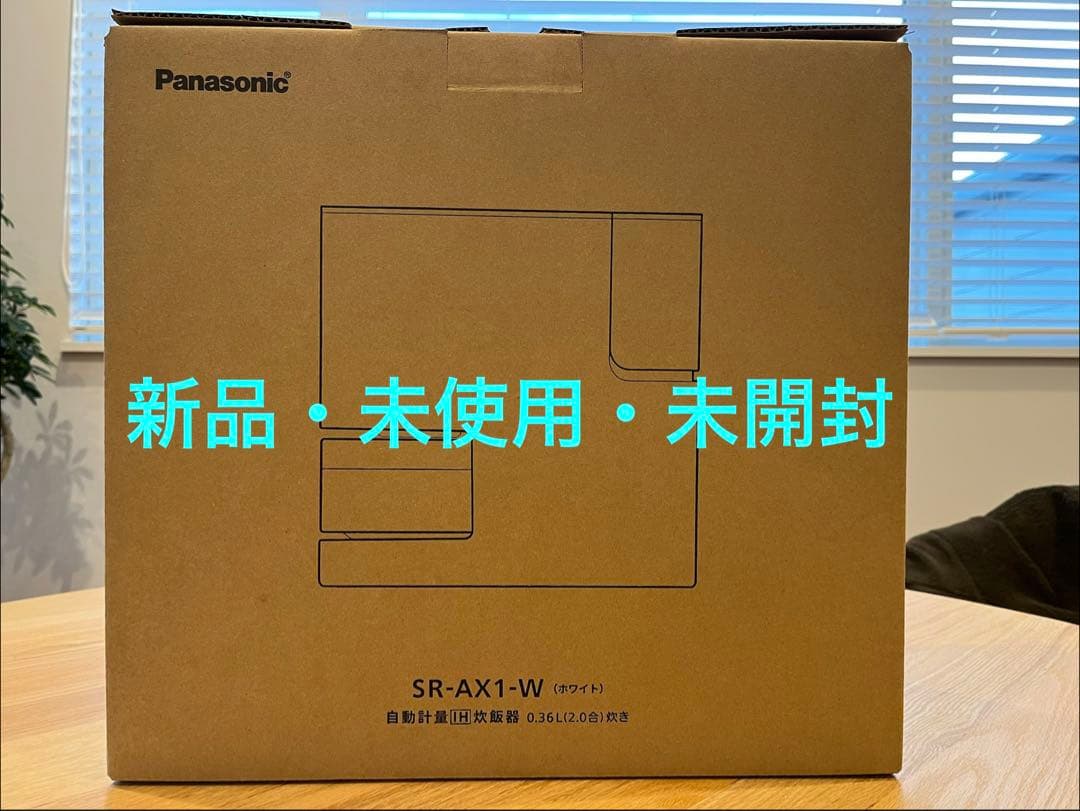 Panasonic®
新品・未使用・未開封
SR-AX1-W (ホワイト)
自動計量IH炊飯器 0.36L(2.0合)炊き